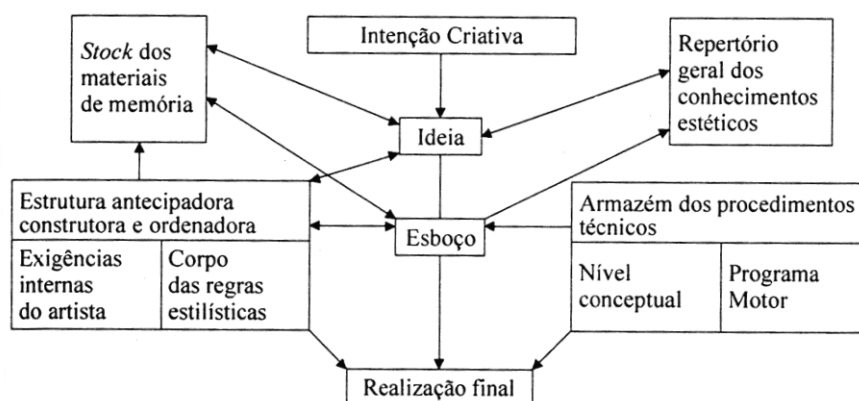 Intenção Criativa
Stock dos
materiais
de memória
Repertório
geral dos
conhecimentos
estéticos
Ideia
Estrutura antecipadora
construtora e ordenadora
Exigências
internas
do artista
Corpo
das regras
estilísticas
Esboço
Armazém dos procedimentos
técnicos
Nível
conceptual
Programa
Motor
Realização final